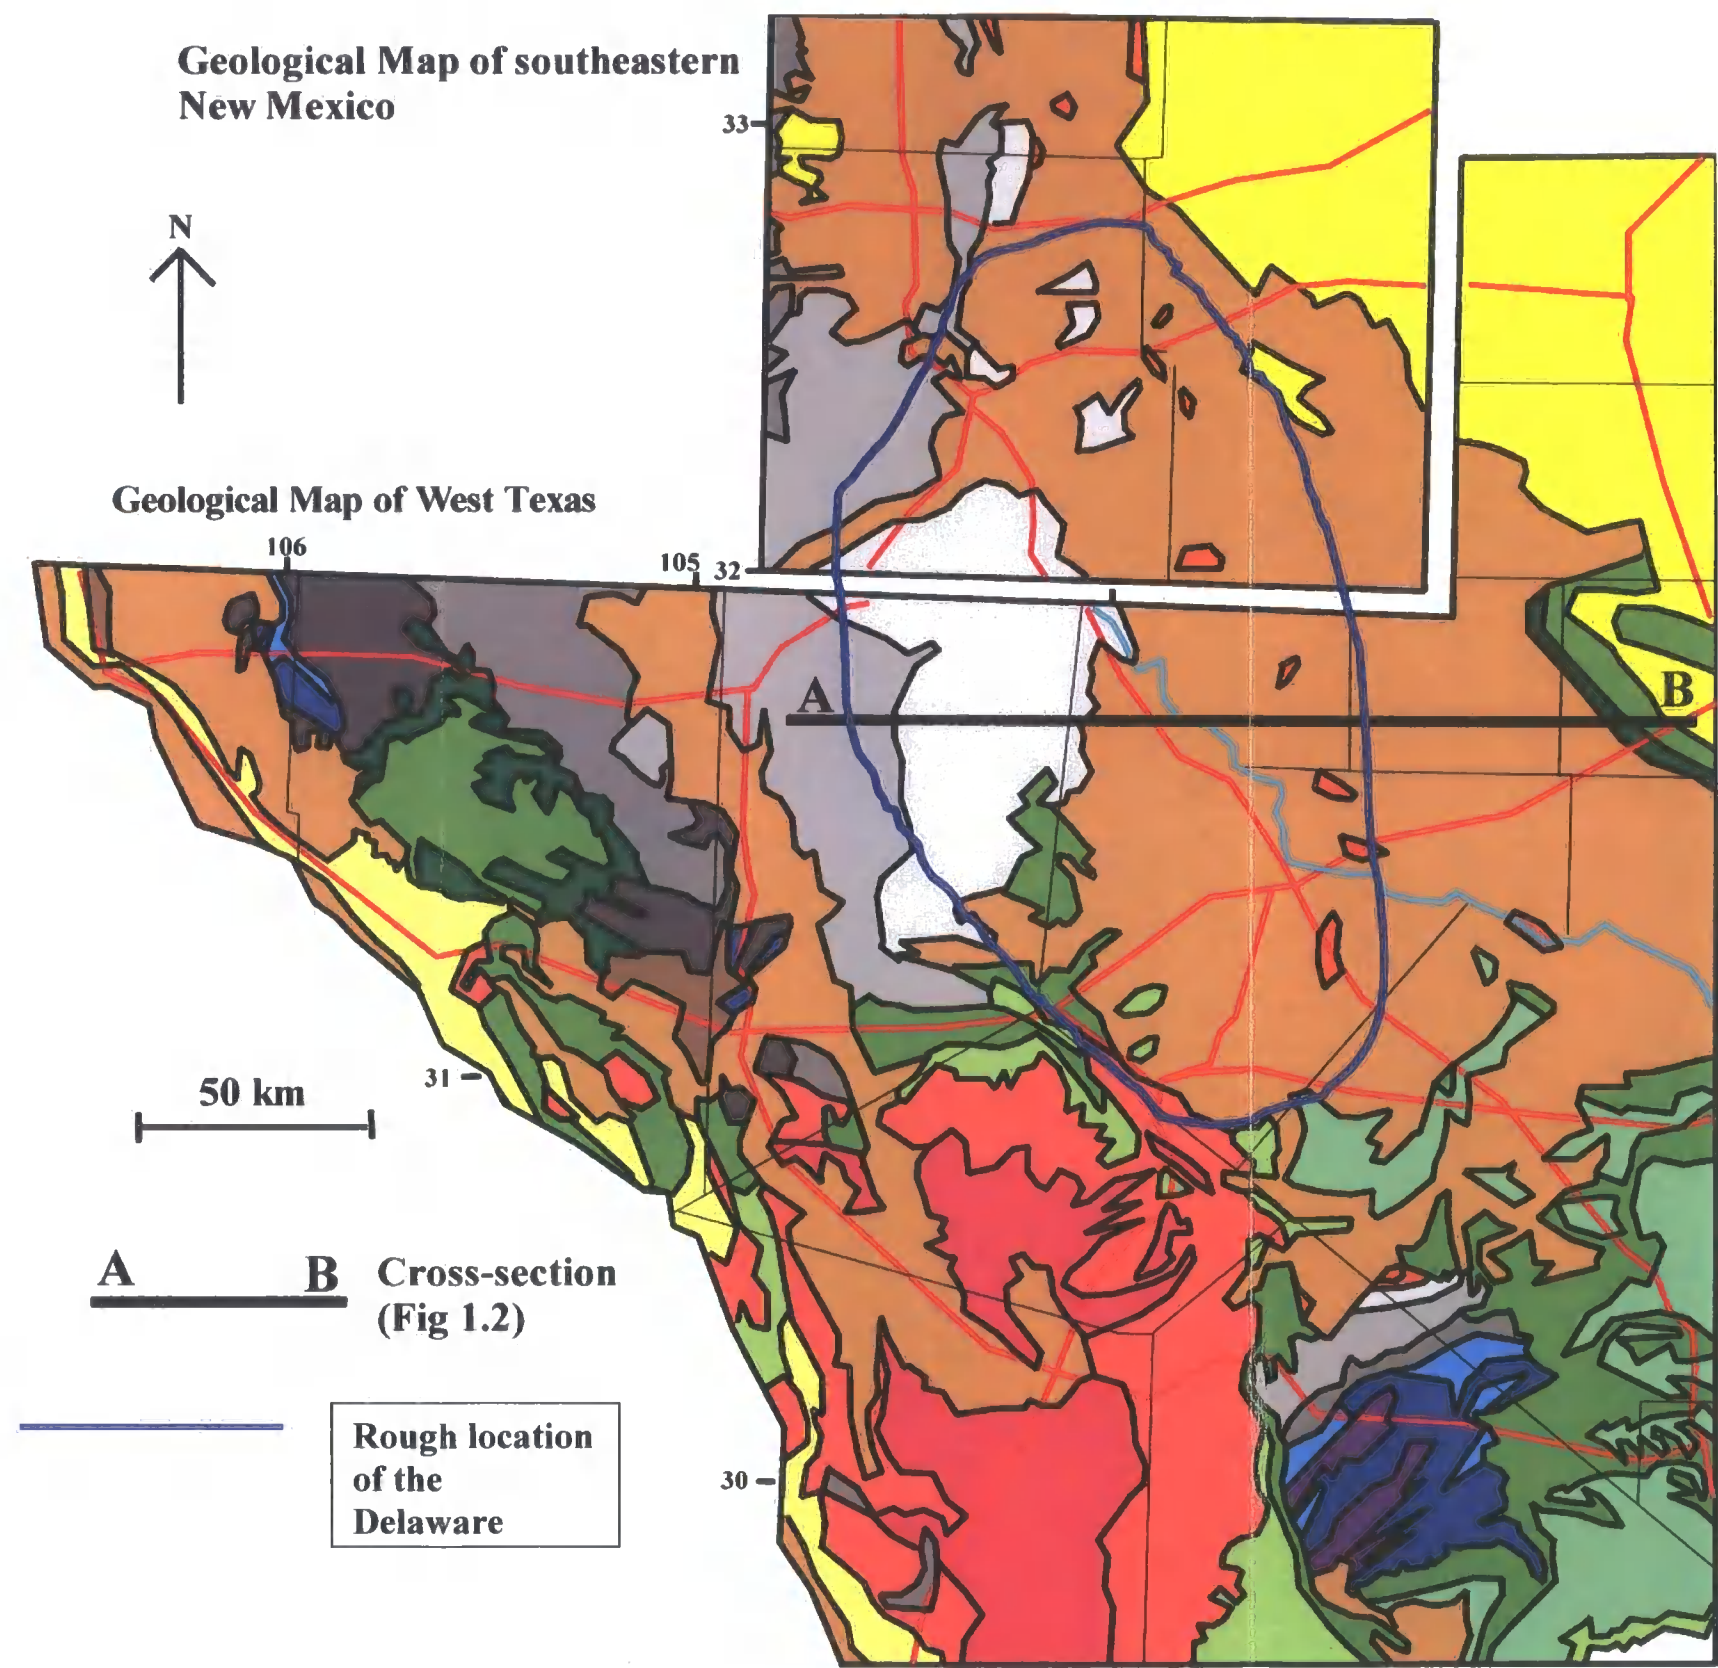 Geological Map of southeastern
New Mexico
33
N
Geological Map of West Texas
106
105
32
A
B
31
50 km
A
B
Cross-section
(Fig 1.2)
Rough location
of the
Delaware
30